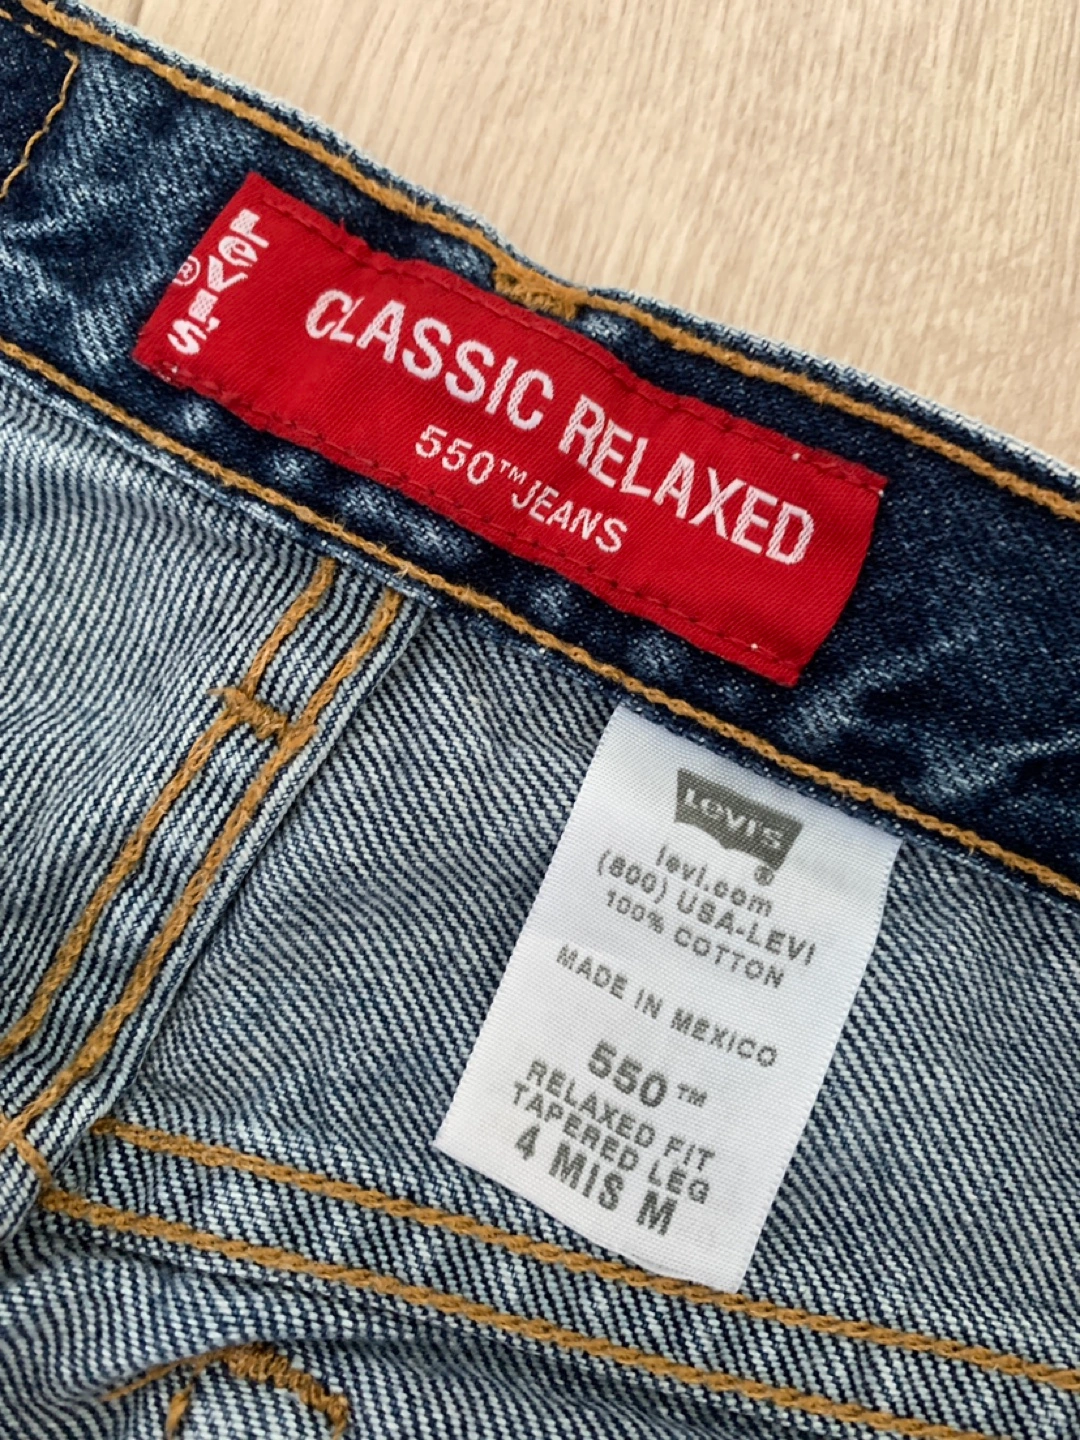 LEVI'S®
CLASSIC RELAXED
550™ JEANS
LEVI'S
®
levi.com
(800) USA-LEVI
100% COTTON
MADE IN MEXICO
550™
RELAXED FIT
TAPERED LEG
4 MIS M